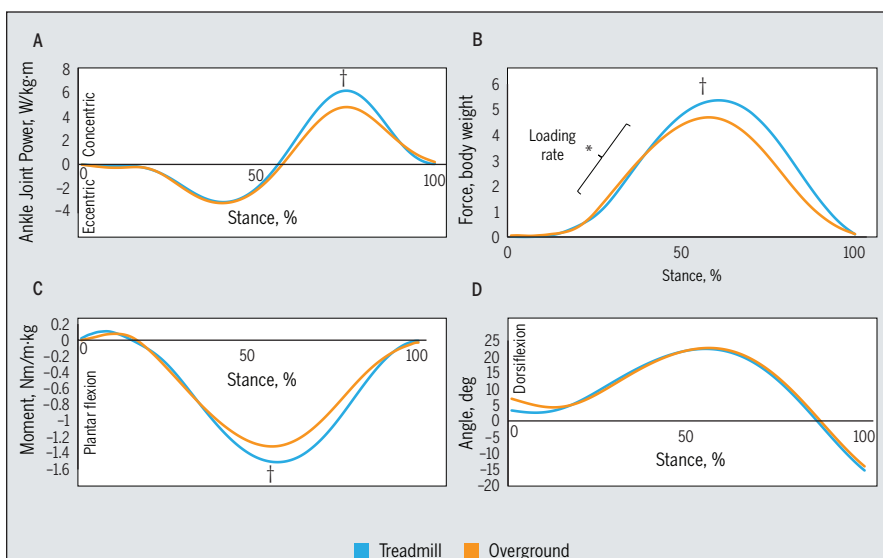 A
Ankle Joint Power, W/kg·m
Eccentric
Concentric
8
6
4
2
0
−2
−4
†
0
50
100
Stance, %
B
Force, body weight
6
5
4
3
2
1
0
†
Loading
rate
*
0
50
100
Stance, %
C
Moment, Nm/m·kg
Plantar flexion
0.2
0
−0.2
−0.4
−0.6
−0.8
−1
−1.2
−1.4
−1.6
0
50
100
Stance, %
†
D
Angle, deg
Dorsiflexion
25
20
15
10
5
0
−5
−10
−15
−20
0
50
100
Stance, %
Treadmill
Overground